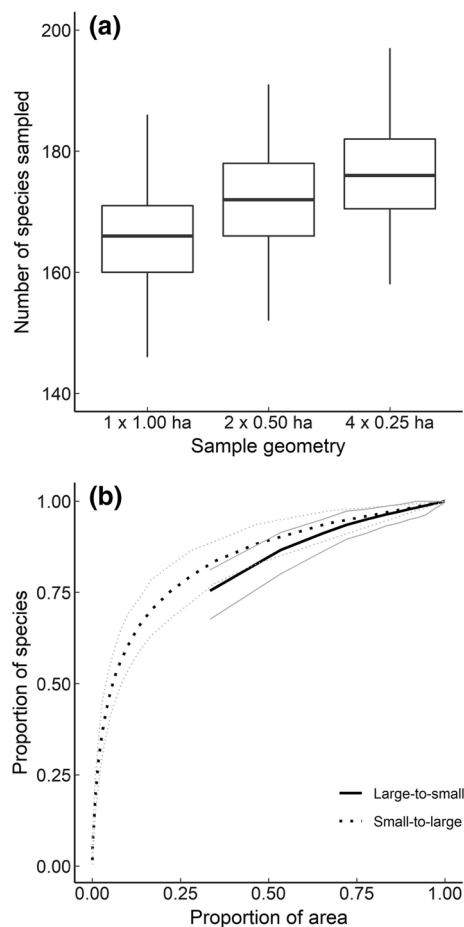 (a)
Number of species sampled
200
180
160
140
1 x 1.00 ha
2 x 0.50 ha
4 x 0.25 ha
Sample geometry
(b)
Proportion of species
1.00
0.75
0.50
0.25
0.00
Large-to-small
Small-to-large
0.00
0.25
0.50
0.75
1.00
Proportion of area